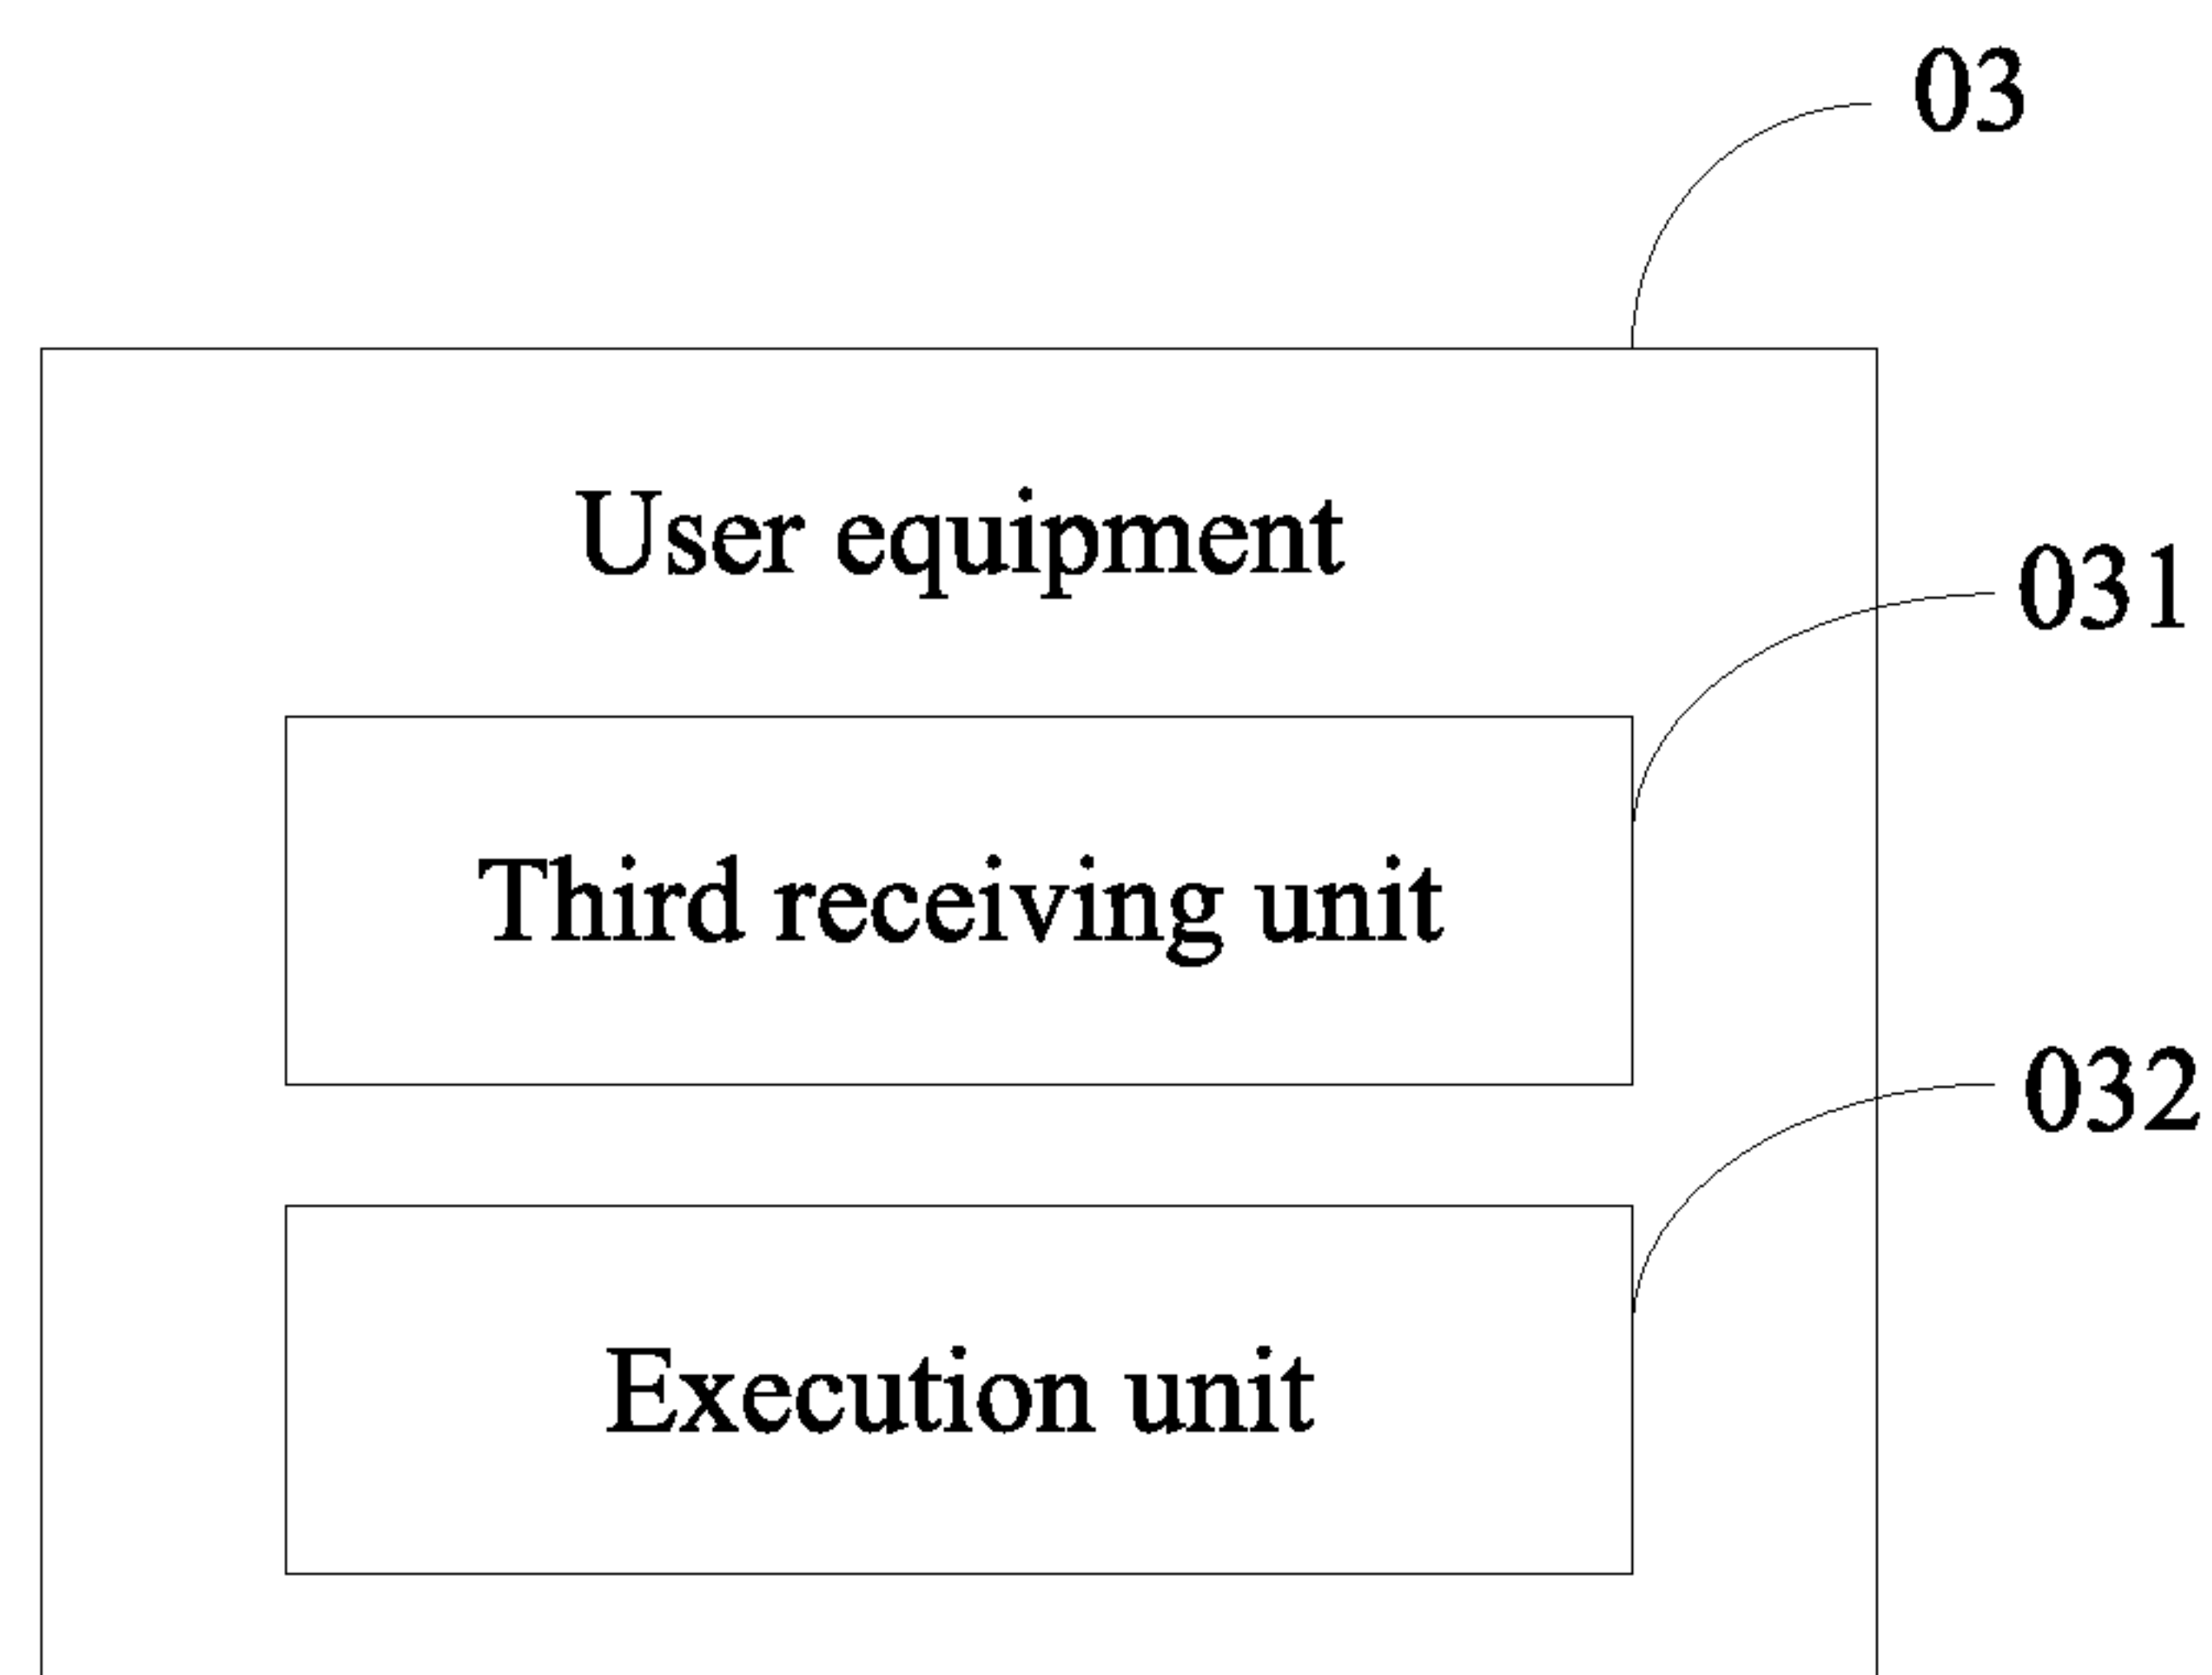 03
User equipment
031
Third receiving unit
032
Execution unit